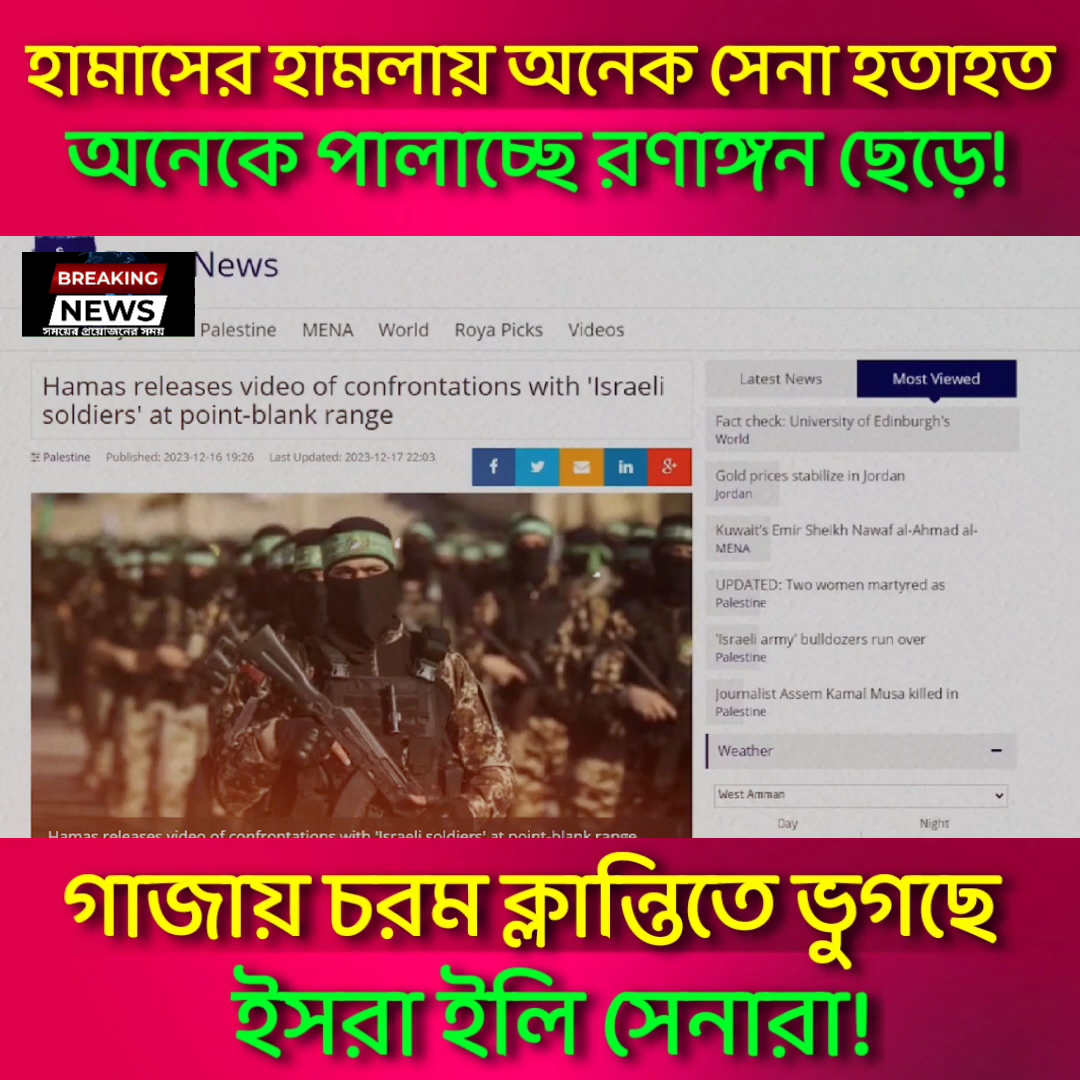 হামাসের হামলায় অনেক সেনা হতাহত
অনেকে পালাচ্ছে রণাঙ্গন ছেড়ে!
News
BREAKING
NEWS
সময়ের প্রয়োজনের সময়
Palestine MENA World Roya Picks Videos
Hamas releases video of confrontations with 'Israeli
soldiers' at point-blank range
Palestine Published: 2023-12-16 19:26 Last Updated: 2023-12-17 22:03
Latest News Most Viewed
Fact check: University of Edinburgh's
World
Gold prices stabilize in Jordan
Jordan
Kuwait's Emir Sheikh Nawaf al-Ahmad al-
MENA
UPDATED: Two women martyred as
Palestine
'Israeli army' bulldozers run over
Palestine
Journalist Assem Kamal Musa killed in
Palestine
Weather
West Amman
Day Night
Hamas releases video of confrontations with 'Israeli soldiers' at point-blank range
গাজায় চরম ক্লান্তিতে ভুগছে
ইসরা ইলি সেনারা!